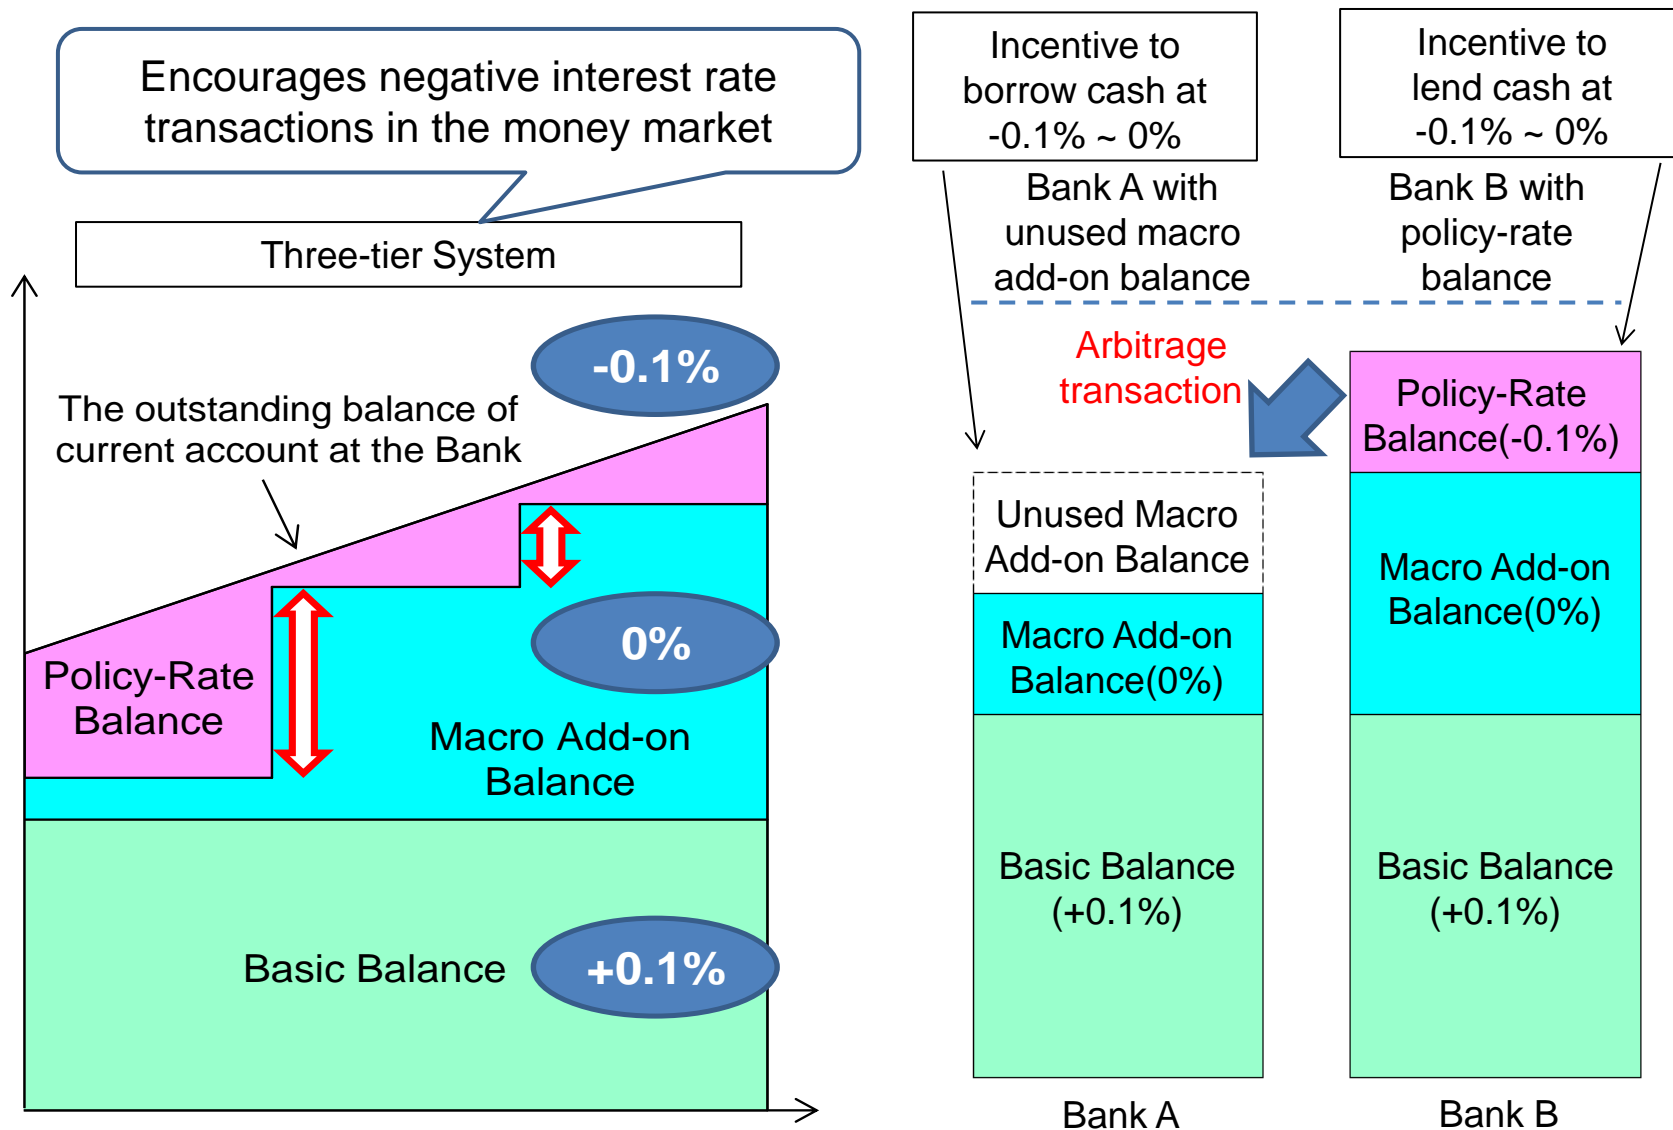 Encourages negative interest rate
transactions in the money market
Three-tier System
-0.1%
The outstanding balance of
current account at the Bank
0%
Policy-Rate
Balance
Macro Add-on
Balance
Basic Balance
+0.1%
Incentive to
borrow cash at
-0.1% ~ 0%
Incentive to
lend cash at
-0.1% ~ 0%
Bank A with
unused macro
add-on balance
Bank B with
policy-rate
balance
Arbitrage
transaction
Unused Macro
Add-on Balance
Macro Add-on
Balance(0%)
Basic Balance
(+0.1%)
Bank A
Policy-Rate
Balance(-0.1%)
Macro Add-on
Balance(0%)
Basic Balance
(+0.1%)
Bank B